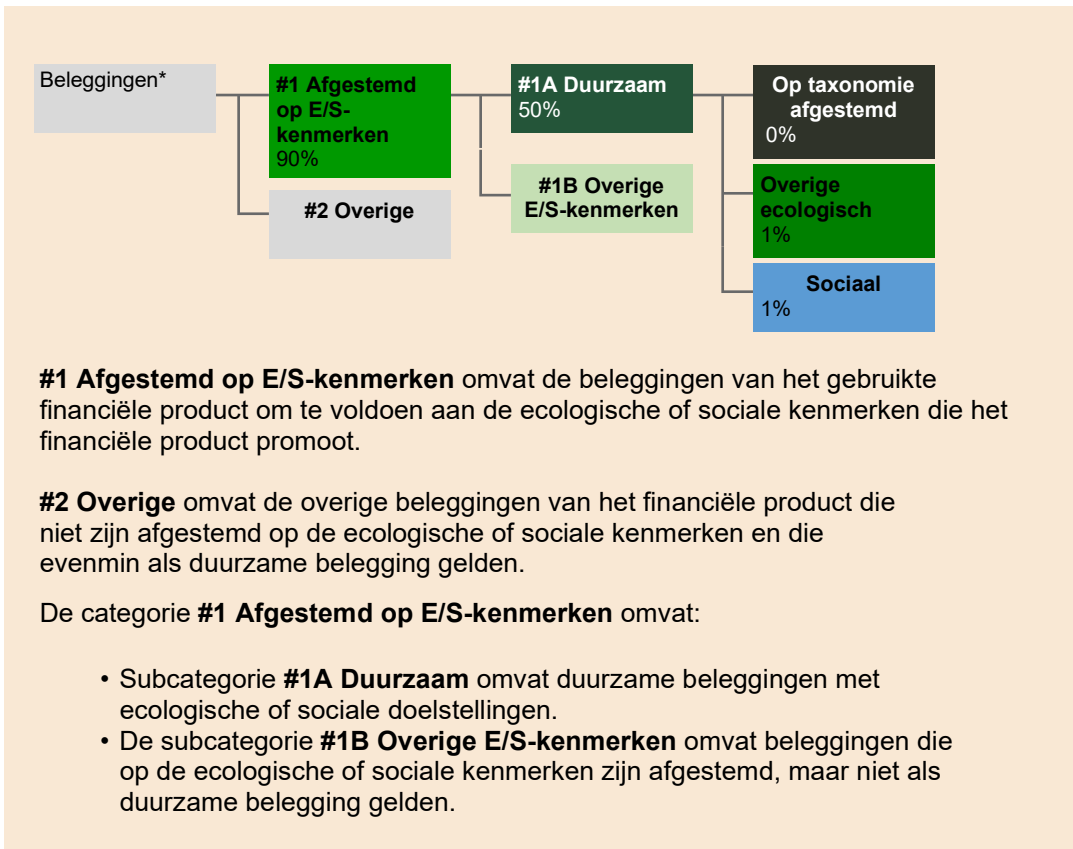 Beleggingen*
#1 Afgestemd
op E/S-
kenmerken
90%
#2 Overige
#1A Duurzaam
50%
#1B Overige
E/S-kenmerken
Op taxonomie
afgestemd
0%
Overige
ecologisch
1%
Sociaal
1%
#1 Afgestemd op E/S-kenmerken omvat de beleggingen van het gebruikte
financiële product om te voldoen aan de ecologische of sociale kenmerken die het
financiële product promoot.
#2 Overige omvat de overige beleggingen van het financiële product die
niet zijn afgestemd op de ecologische of sociale kenmerken en die
evenmin als duurzame belegging gelden.
De categorie #1 Afgestemd op E/S-kenmerken omvat:
• Subcategorie #1A Duurzaam omvat duurzame beleggingen met
ecologische of sociale doelstellingen.
• De subcategorie #1B Overige E/S-kenmerken omvat beleggingen die
op de ecologische of sociale kenmerken zijn afgestemd, maar niet als
duurzame belegging gelden.